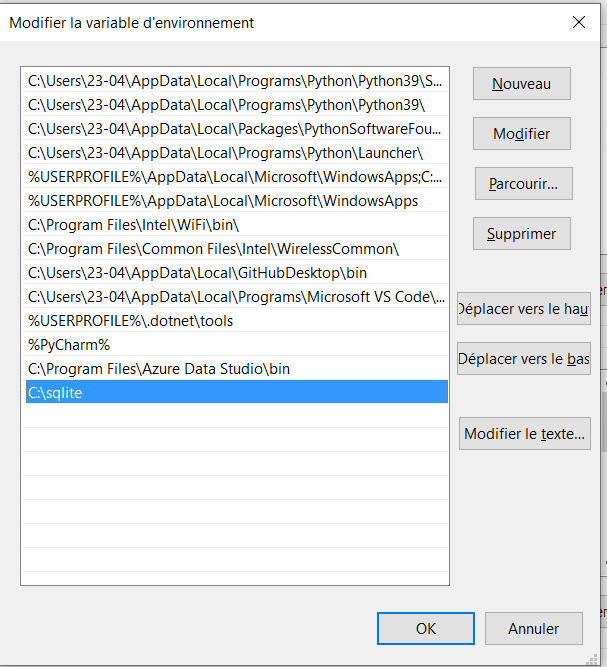 Modifier la variable d'environnement
C:\Users\23-04\AppData\Local\Programs\Python\Python39\S...
C:\Users\23-04\AppData\Local\Programs\Python\Python39\
C:\Users\23-04\AppData\Local\Packages\PythonSoftwareFou...
C:\Users\23-04\AppData\Local\Programs\Python\Launcher\
%USERPROFILE%\AppData\Local\Microsoft\WindowsApps;C:...
%USERPROFILE%\AppData\Local\Microsoft\WindowsApps
C:\Program Files\Intel\WiFi\bin\
C:\Program Files\Common Files\Intel\WirelessCommon\
C:\Users\23-04\AppData\Local\GitHubDesktop\bin
C:\Users\23-04\AppData\Local\Programs\Microsoft VS Code\...
%USERPROFILE%\.dotnet\tools
%PyCharm%
C:\Program Files\Azure Data Studio\bin
C:\sqlite
Nouveau
Modifier
Parcourir...
Supprimer
Déplacer vers le hau
Déplacer vers le bas
Modifier le texte...
OK
Annuler